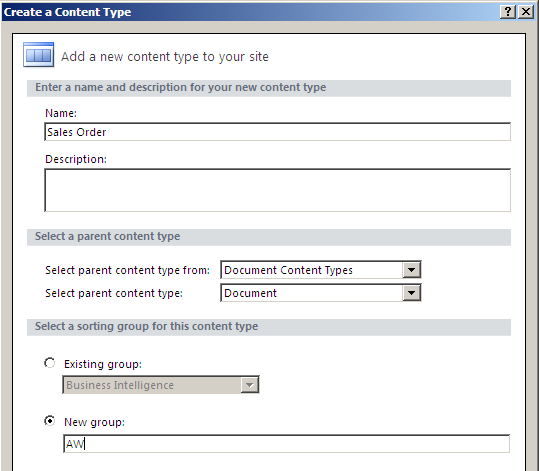 Create a Content Type
Add a new content type to your site
Enter a name and description for your new content type
Name:
Sales Order
Description:
Select a parent content type
Select parent content type from: Document Content Types
Select parent content type: Document
Select a sorting group for this content type
Existing group:
Business Intelligence
New group:
AW